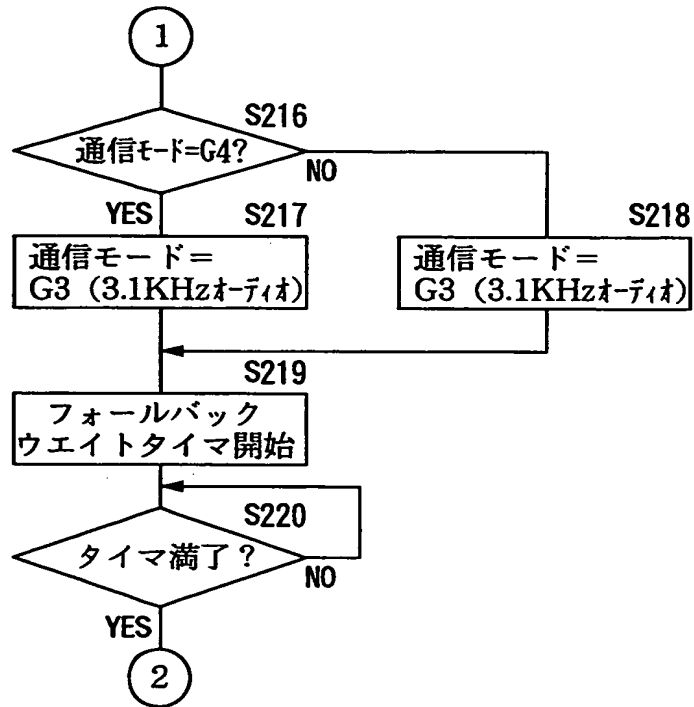 1
S216
通信モード=G4?
NO
YES
S217
S218
通信モード=
G3 (3.1KHzオーディオ)
通信モード=
G3 (3.1KHzオーディオ)
S219
フォールバック
ウエイトタイマ開始
S220
タイマ満了?
NO
YES
2